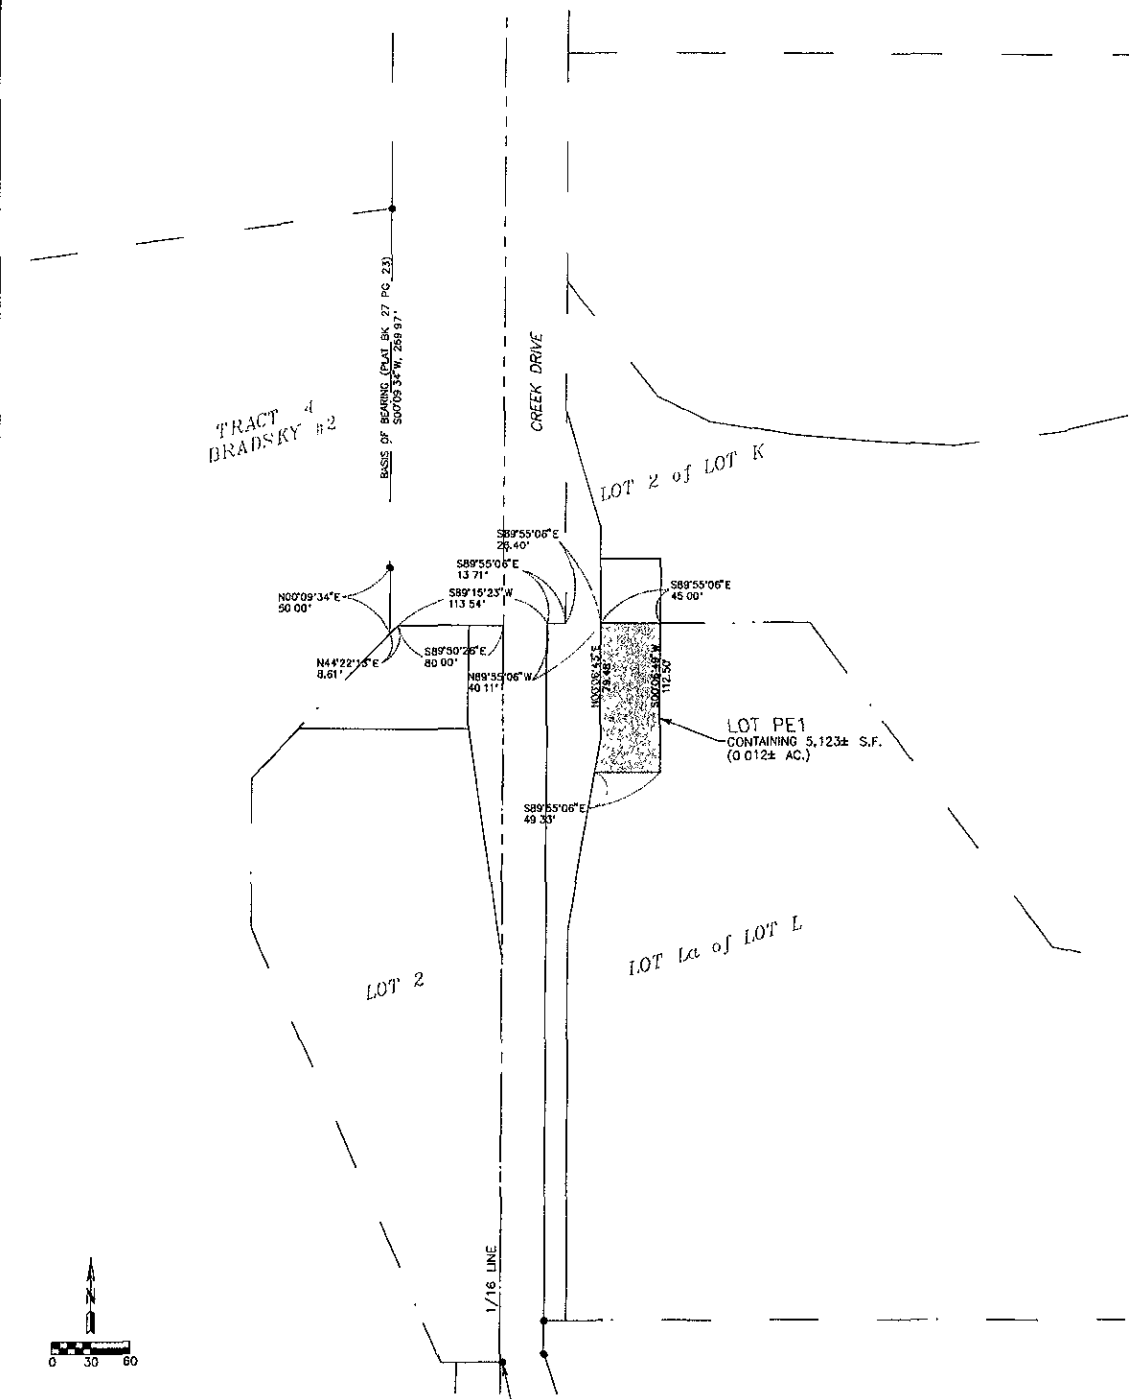 BASIS OF BEARING (PLAT BK 27 PG 23)
S00°09'34"W, 269.97'
CREEK DRIVE
TRACT 4
BRADSKY #2
LOT 2 of LOT K
S89°55'06"E
26.40'
S89°55'06"E
13.71'
S89°15'23"W
113.54'
S89°55'06"E
45.00'
N00°09'34"E
50.00'
N44°22'13"E
8.61'
S89°50'26"E
80.00'
N89°55'06"W
40.11'
N00°06'45"E
79.48'
S00°06'49"W
112.50'
LOT PE1
CONTAINING 5,123± S.F.
(0.012± AC.)
S89°55'06"E
49.33'
LOT La of LOT L
LOT 2
1/16 LINE
N
0 30 60